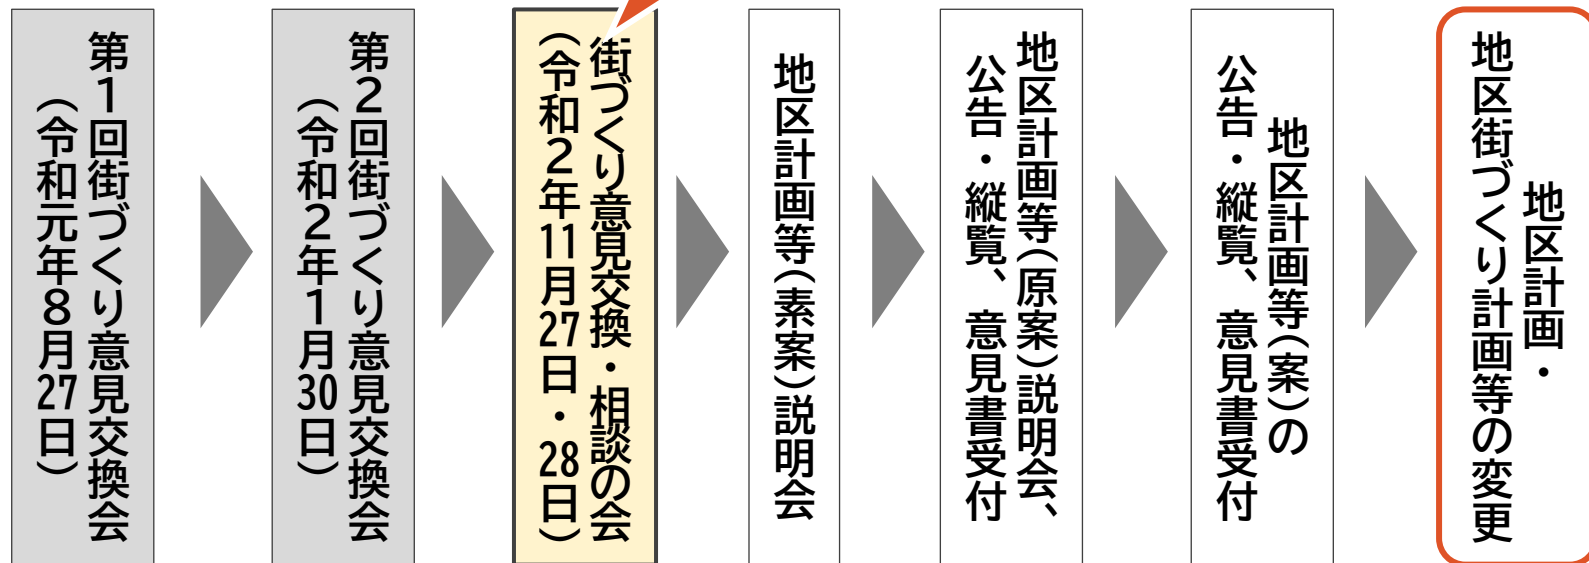 第1回街づくり意見交換会
（令和元年8月27日）
第2回街づくり意見交換会
（令和2年1月30日）
街づくり意見交換・相談の会
（令和2年11月27日・28日）
地区計画等（素案）説明会
地区計画等（原案）説明会、
公告・縦覧、意見書受付
地区計画等（案）の
公告・縦覧、意見書受付
地区計画・
地区街づくり計画等の変更